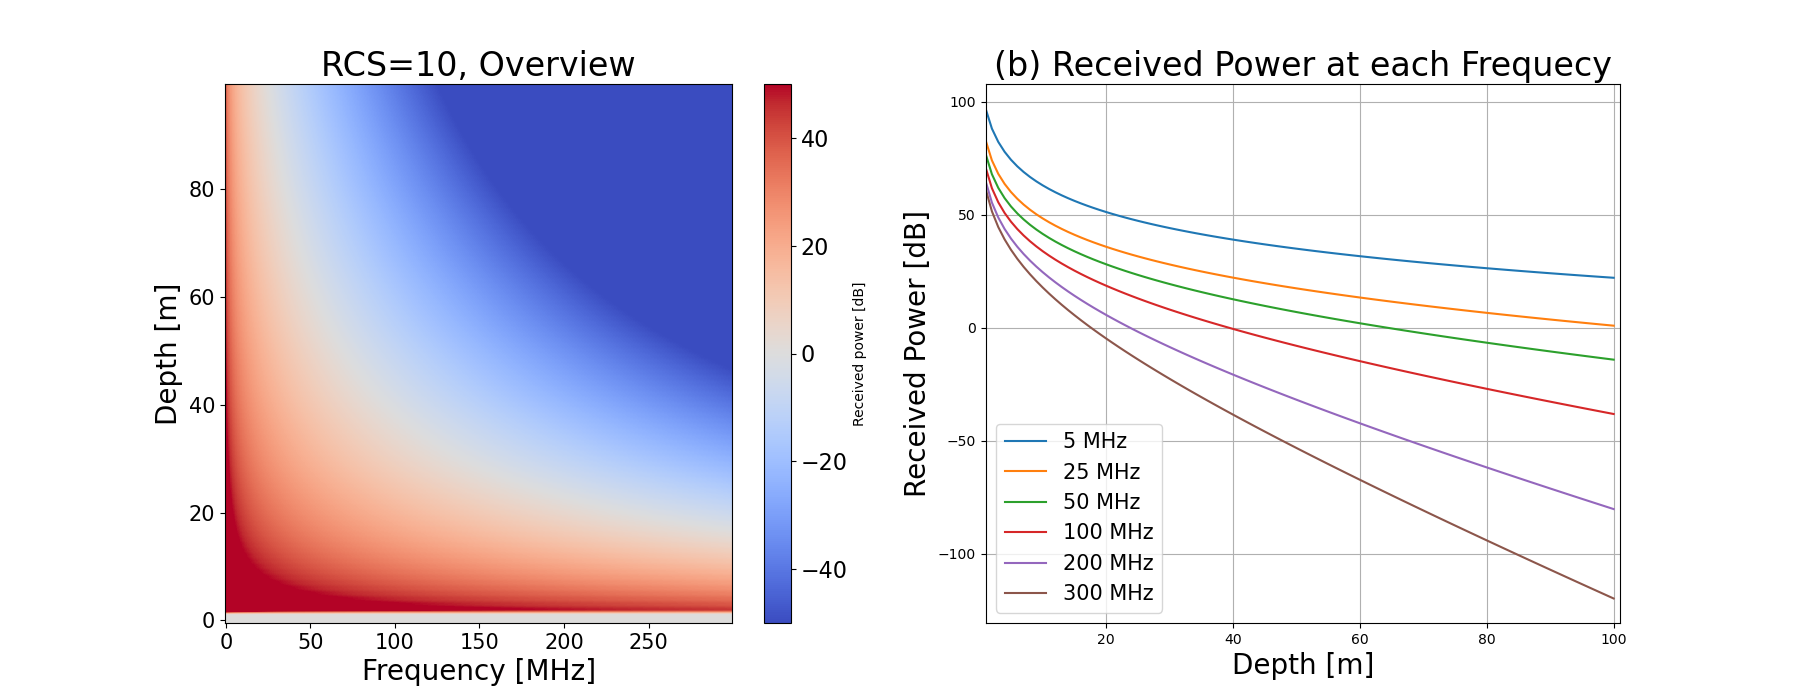 RCS=10, Overview
Depth [m]
80
60
40
20
0
0 50 100 150 200 250
Frequency [MHz]
40
20
0
−20
−40
Received power [dB]
(b) Received Power at each Frequecy
Received Power [dB]
100
50
0
−50
−100
5 MHz
25 MHz
50 MHz
100 MHz
200 MHz
300 MHz
20 40 60 80 100
Depth [m]